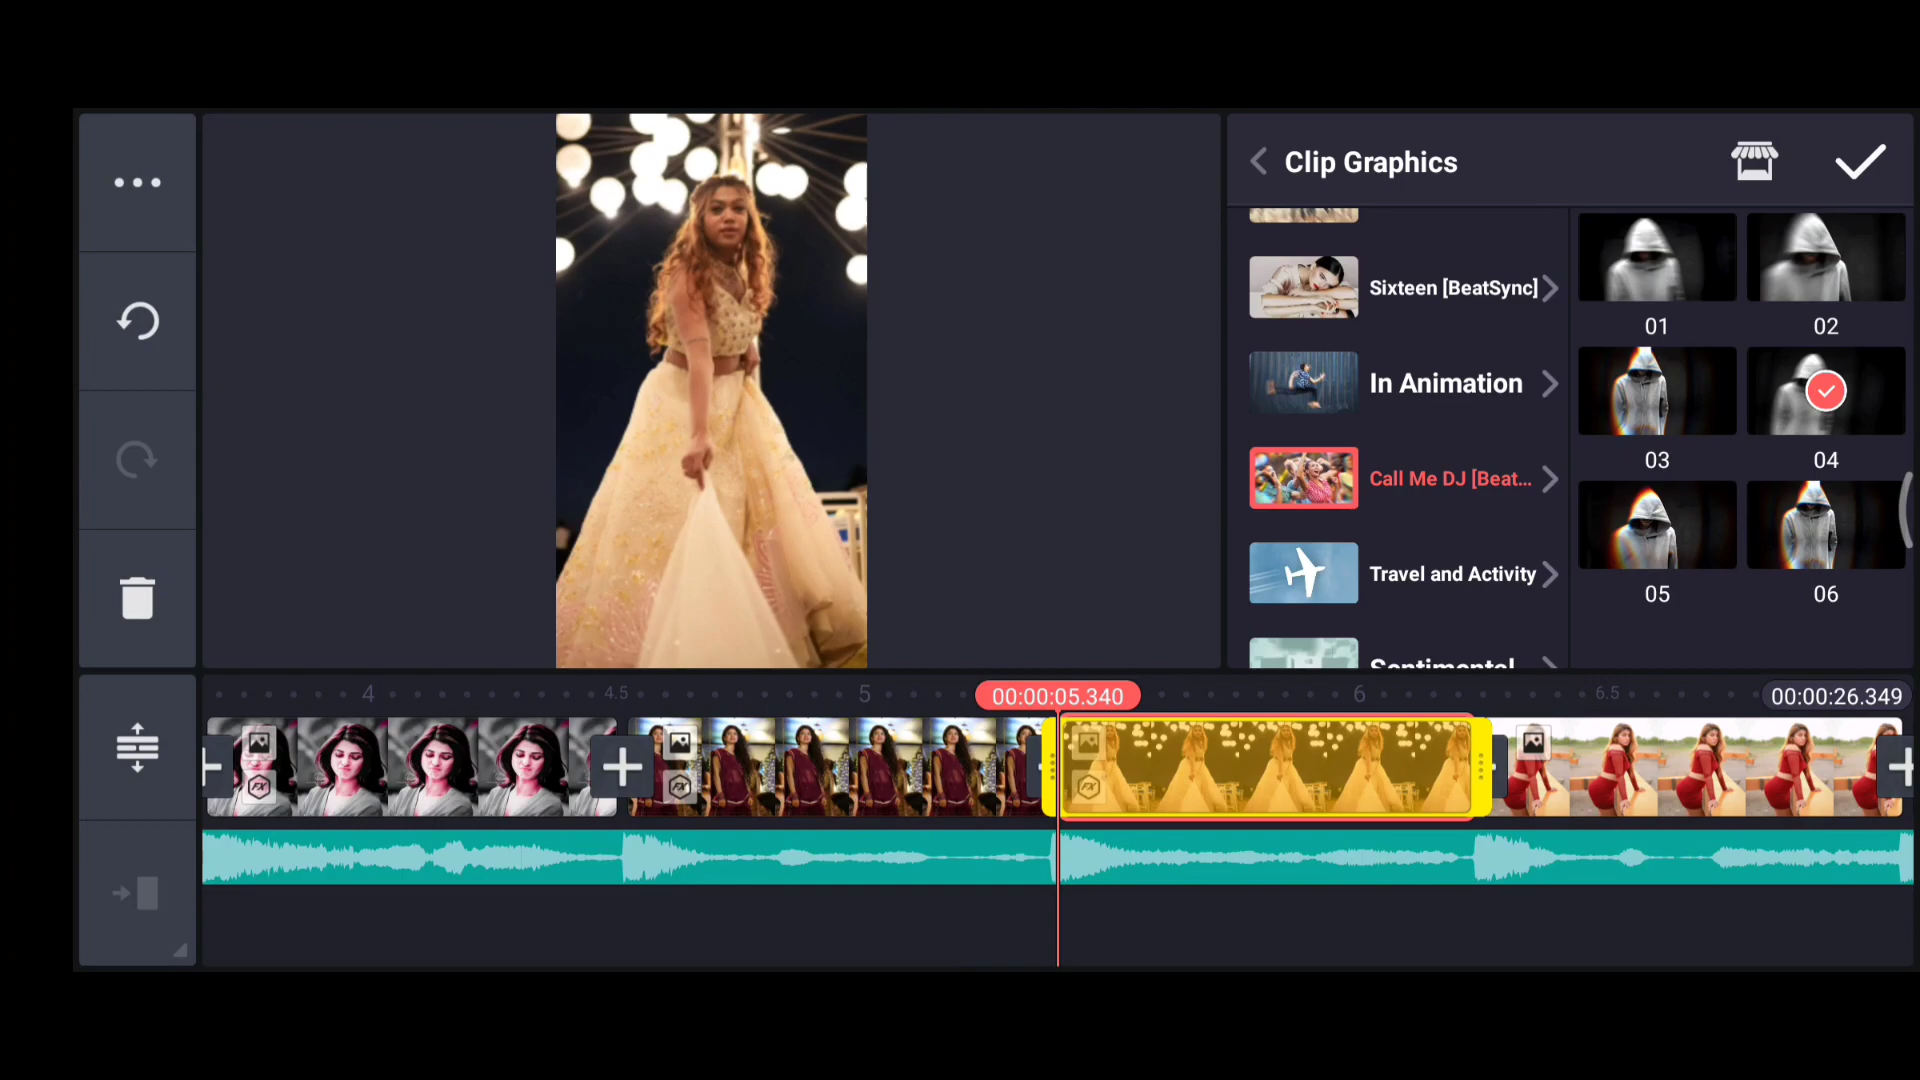 Clip Graphics
Sixteen [BeatSync]
In Animation
Call Me DJ [Beat...
Travel and Activity
Sentimental
01
02
03
04
05
06
4
4.5
5
00:00:05.340
6
6.5
00:00:26.349